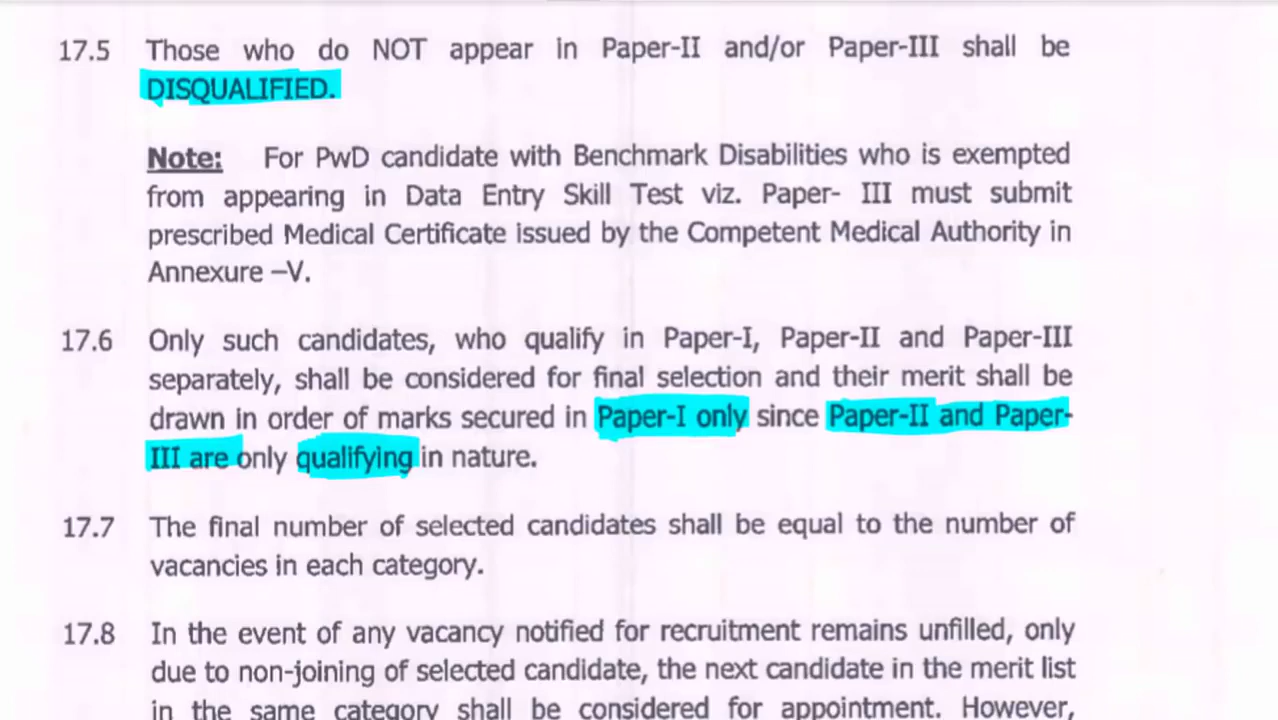 17.5 Those who do NOT appear in Paper-II and/or Paper-III shall be
DISQUALIFIED.
Note: For PwD candidate with Benchmark Disabilities who is exempted
from appearing in Data Entry Skill Test viz. Paper- III must submit
prescribed Medical Certificate issued by the Competent Medical Authority in
Annexure –V.
17.6 Only such candidates, who qualify in Paper-I, Paper-II and Paper-III
separately, shall be considered for final selection and their merit shall be
drawn in order of marks secured in Paper-I only since Paper-II and Paper-
III are only qualifying in nature.
17.7 The final number of selected candidates shall be equal to the number of
vacancies in each category.
17.8 In the event of any vacancy notified for recruitment remains unfilled, only
due to non-joining of selected candidate, the next candidate in the merit list
in the same category shall be considered for appointment. However,